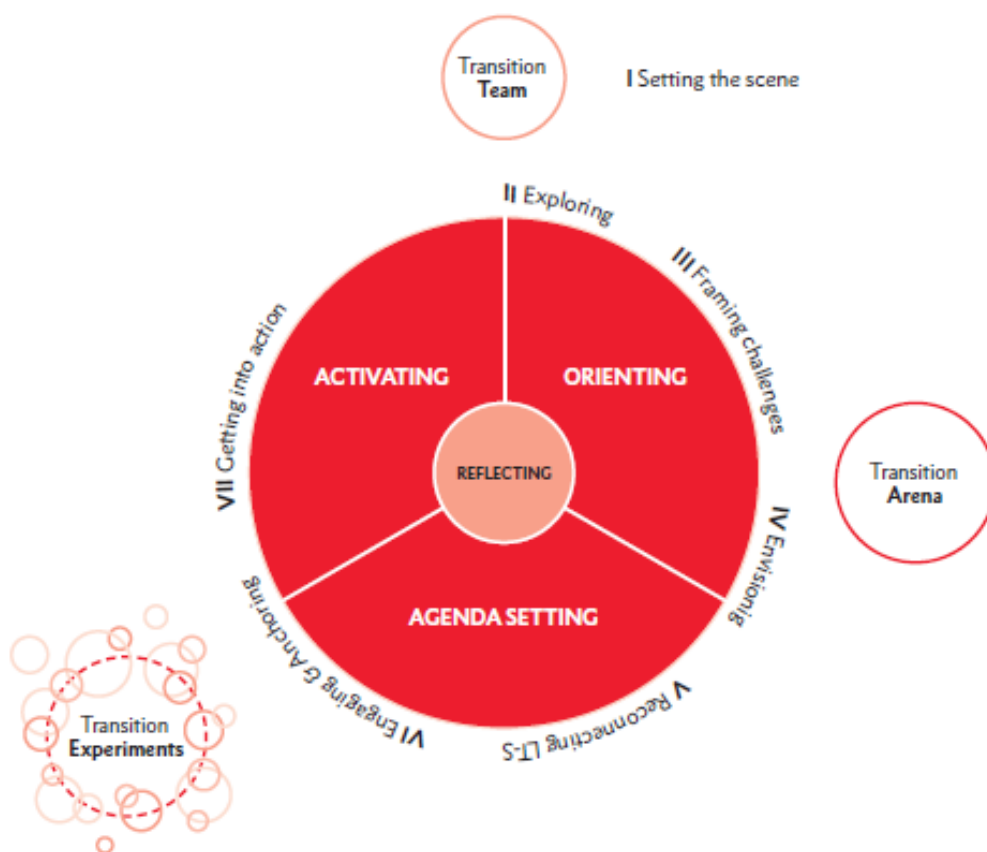 Transition
Team
I Setting the scene
II Exploring
III Framing challenges
ACTIVATING
ORIENTING
VII Getting into action
REFLECTING
Transition
Arena
IV Envisionig
AGENDA SETTING
VI Engaging & Anchoring
V Reconnecting LT-S
Transition
Experiments